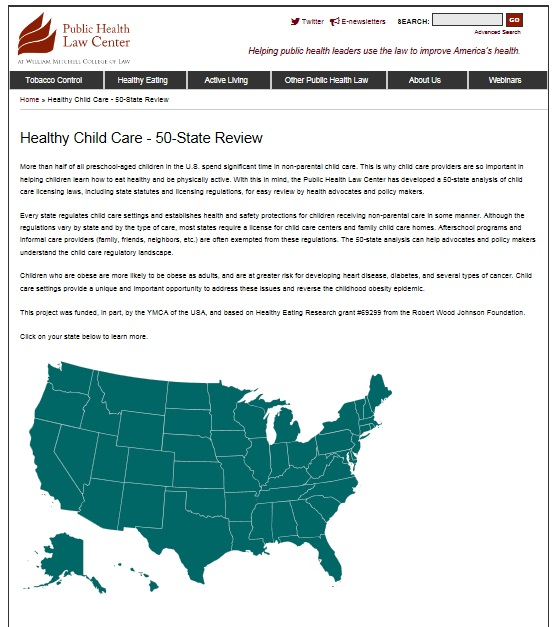 Public Health
Law Center
AT WILLIAM MITCHELL COLLEGE OF LAW
Twitter E-newsletters SEARCH: GO
Advanced Search
Helping public health leaders use the law to improve America's health.
Tobacco Control Healthy Eating Active Living Other Public Health Law About Us Webinars
Home » Healthy Child Care - 50-State Review
Healthy Child Care - 50-State Review
More than half of all preschool-aged children in the U.S. spend significant time in non-parental child care. This is why child care providers are so important in
helping children learn how to eat healthy and be physically active. With this in mind, the Public Health Law Center has developed a 50-state analysis of child
care licensing laws, including state statutes and licensing regulations, for easy review by health advocates and policy makers.
Every state regulates child care settings and establishes health and safety protections for children receiving non-parental care in some manner. Although the
regulations vary by state and by the type of care, most states require a license for child care centers and family child care homes. Afterschool programs and
informal care providers (family, friends, neighbors, etc.) are often exempted from these regulations. The 50-state analysis can help advocates and policy makers
understand the child care regulatory landscape.
Children who are obese are more likely to be obese as adults, and are at greater risk for developing heart disease, diabetes, and several types of cancer. Child
care settings provide a unique and important opportunity to address these issues and reverse the childhood obesity epidemic.
This project was funded, in part, by the YMCA of the USA, and based on Healthy Eating Research grant #69299 from the Robert Wood Johnson Foundation.
Click on your state below to learn more.